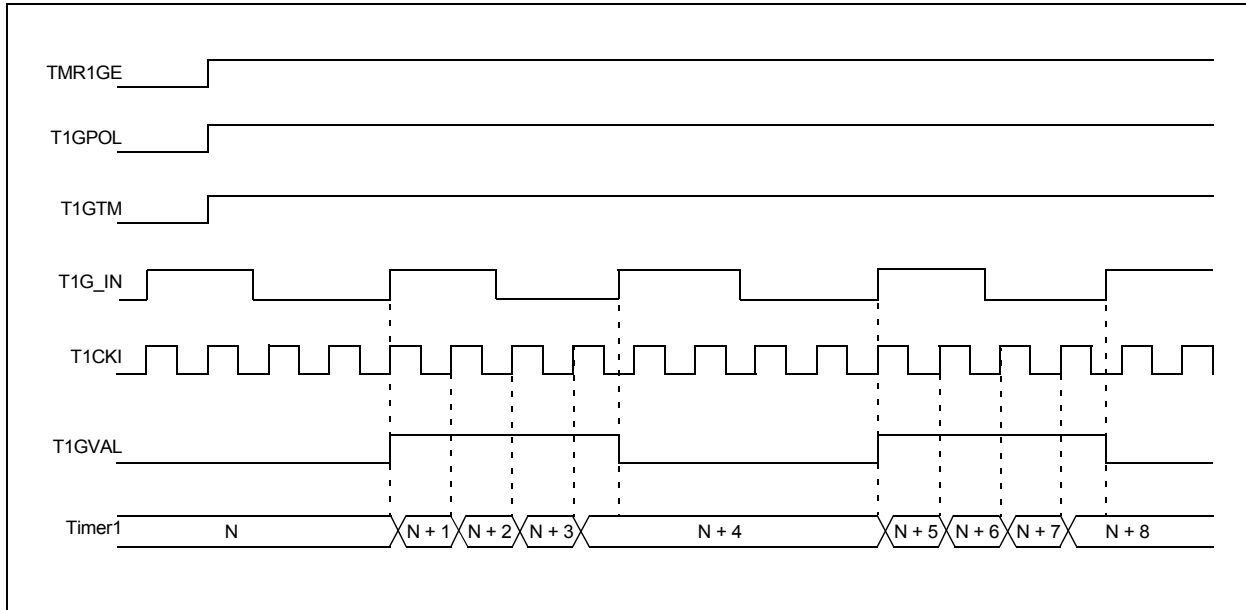 TMR1GE
T1GPOL
T1GTM
T1G_IN
T1CKI
T1GVAL
Timer1 N N + 1 N + 2 N + 3 N + 4 N + 5 N + 6 N + 7 N + 8